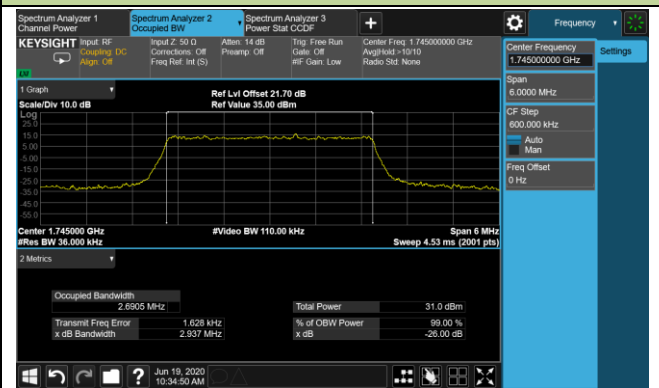 Spectrum Analyzer 1
Channel Power
Spectrum Analyzer 2
Occupied BW
Spectrum Analyzer 3
Power Stat CCDF
Frequency
KEYSIGHT
Input: RF
Coupling: DC
Align: Off
Input Z: 50 Ω
Corrections: Off
Freq Ref: Int (S)
Atten: 14 dB
Preamp: Off
Trig: Free Run
Gate: Off
#IF Gain: Low
Center Freq: 1.745000000 GHz
Avg|Hold:>10/10
Radio Std: None
Center Frequency
1.745000000 GHz
Settings
Span
6.0000 MHz
CF Step
600.000 kHz
Auto
Man
Freq Offset
0 Hz
1 Graph
Scale/Div 10.0 dB
Ref Lvl Offset 21.70 dB
Ref Value 35.00 dBm
Log
25.0
15.0
5.00
-5.00
-15.0
-25.0
-35.0
-45.0
-55.0
Center 1.745000 GHz
#Video BW 110.00 kHz
Span 6 MHz
#Res BW 36.000 kHz
Sweep 4.53 ms (2001 pts)
2 Metrics
Occupied Bandwidth
2.6905 MHz
Total Power 31.0 dBm
Transmit Freq Error 1.628 kHz
% of OBW Power 99.00 %
x dB Bandwidth 2.937 MHz
x dB -26.00 dB
Jun 19, 2020
10:34:50 AM